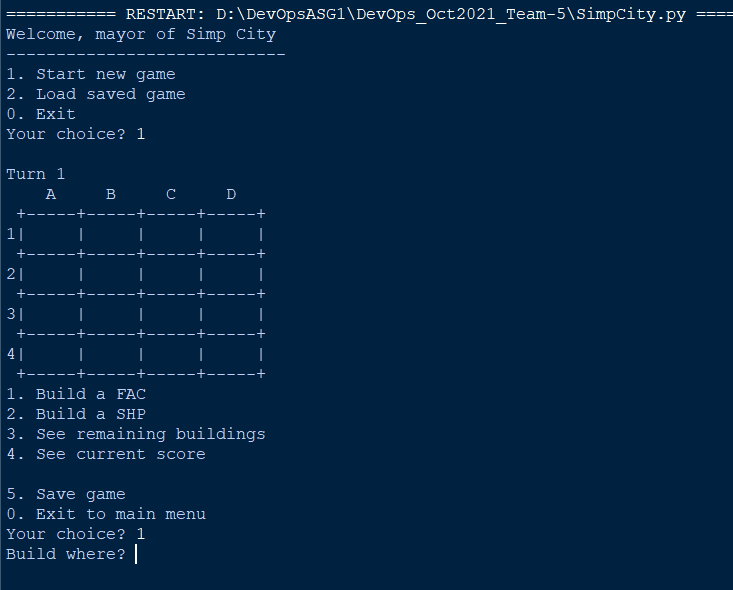 =========== RESTART: D:\DevOpsASG1\DevOps_Oct2021_Team-5\SimpCity.py ====
Welcome, mayor of Simp City
----------------------------
1. Start new game
2. Load saved game
0. Exit
Your choice? 1

Turn 1
    A     B     C     D
 +-----+-----+-----+-----+
1|     |     |     |     |
 +-----+-----+-----+-----+
2|     |     |     |     |
 +-----+-----+-----+-----+
3|     |     |     |     |
 +-----+-----+-----+-----+
4|     |     |     |     |
 +-----+-----+-----+-----+
1. Build a FAC
2. Build a SHP
3. See remaining buildings
4. See current score

5. Save game
0. Exit to main menu
Your choice? 1
Build where?